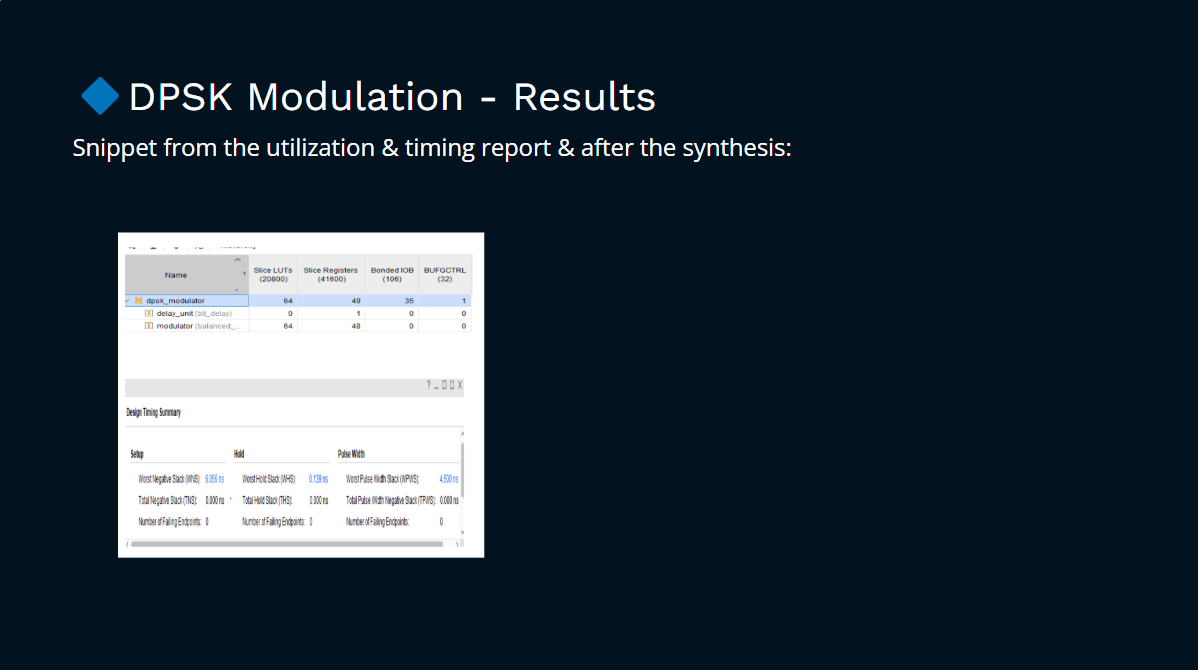 DPSK Modulation - Results
Snippet from the utilization & timing report & after the synthesis:
Name 1 Slice LUTs (20800) Slice Registers (41600) Bonded IOB (106) BUFGCTRL (32)
N dpsk_modulator 64 49 35 1
delay_unit (bit_delay) 0 1 0 0
modulator (balanced_... 64 48 0 0
? _ X
Design Timing Summary
Setup Hold Pulse Width
Worst Negative Slack (WNS): 6.056 ns Worst Hold Slack (WHS): 0.139 ns Worst Pulse Width Slack (WPWS): 4.500 ns
Total Negative Slack (TNS): 0.000 ns Total Hold Slack (THS): 0.000 ns Total Pulse Width Negative Slack (TPWS): 0.000 ns
Number of Failing Endpoints: 0 Number of Failing Endpoints: 0 Number of Failing Endpoints: 0